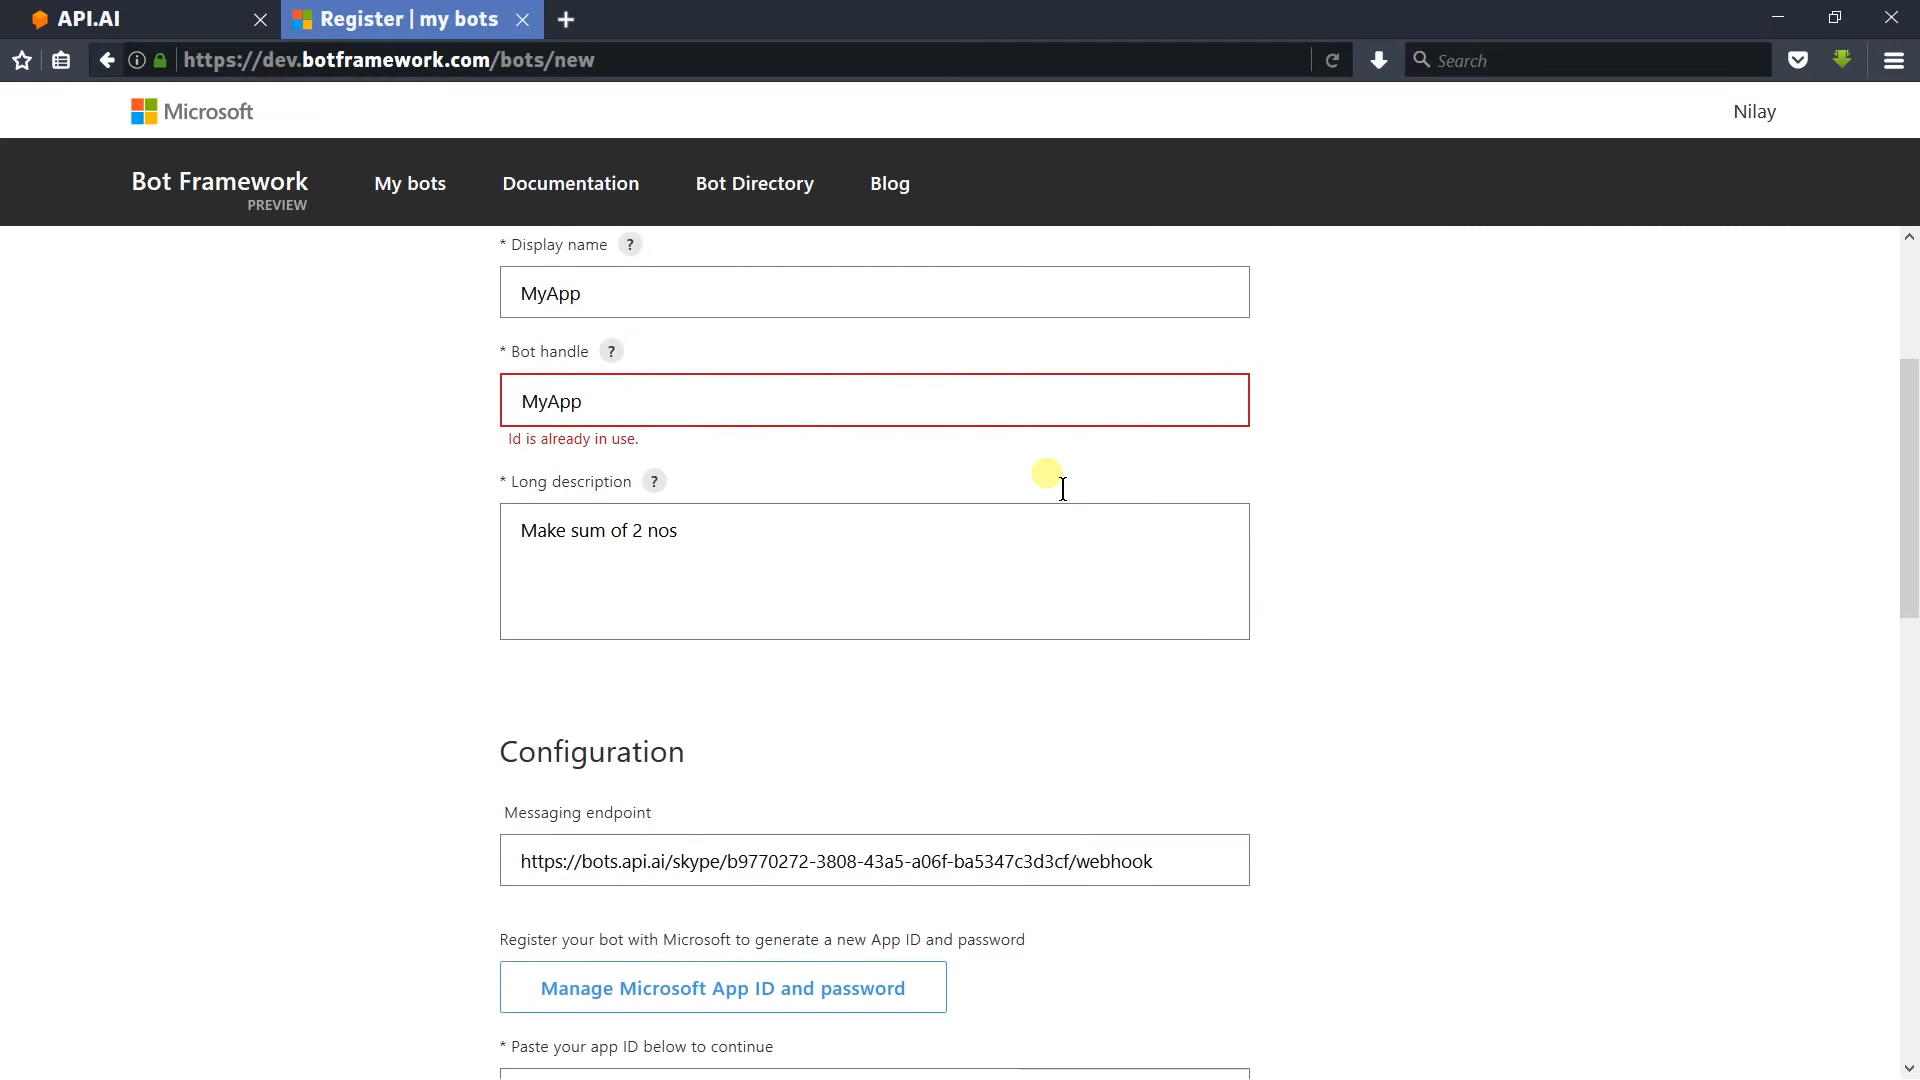 API.AI
Register | my bots
https://dev.botframework.com/bots/new
Search
Microsoft
Nilay
Bot Framework
PREVIEW
My bots
Documentation
Bot Directory
Blog
* Display name ?
MyApp
* Bot handle ?
MyApp
Id is already in use.
* Long description ?
Make sum of 2 nos
Configuration
Messaging endpoint
https://bots.api.ai/skype/b9770272-3808-43a5-a06f-ba5347c3d3cf/webhook
Register your bot with Microsoft to generate a new App ID and password
Manage Microsoft App ID and password
* Paste your app ID below to continue